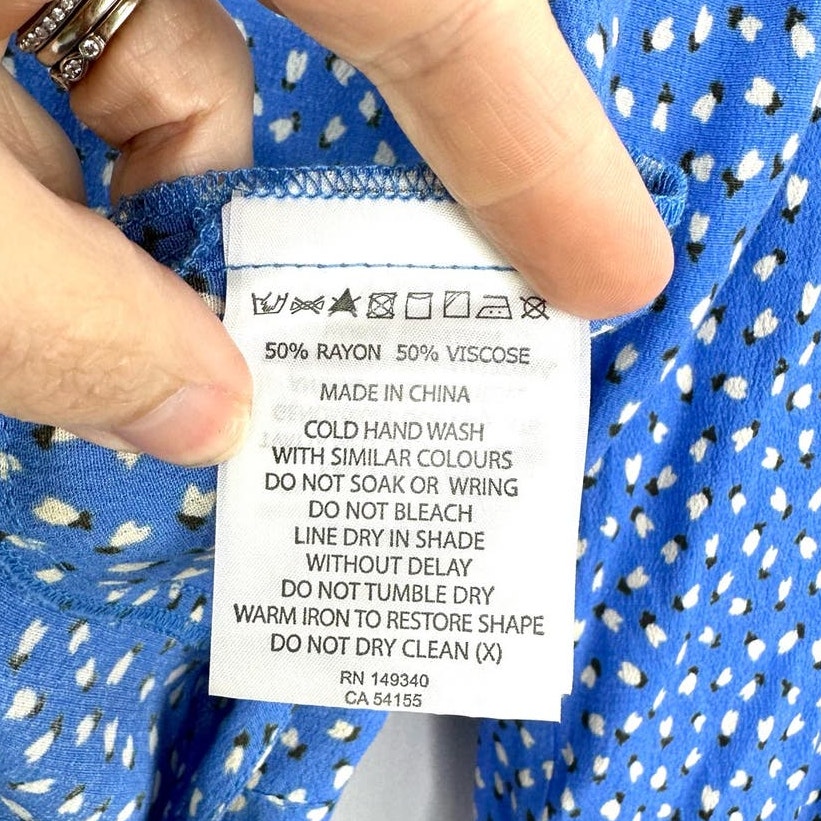 50% RAYON 50% VISCOSE
MADE IN CHINA
COLD HAND WASH
WITH SIMILAR COLOURS
DO NOT SOAK OR WRING
DO NOT BLEACH
LINE DRY IN SHADE
WITHOUT DELAY
DO NOT TUMBLE DRY
WARM IRON TO RESTORE SHAPE
DO NOT DRY CLEAN (X)
RN 149340
CA 54155